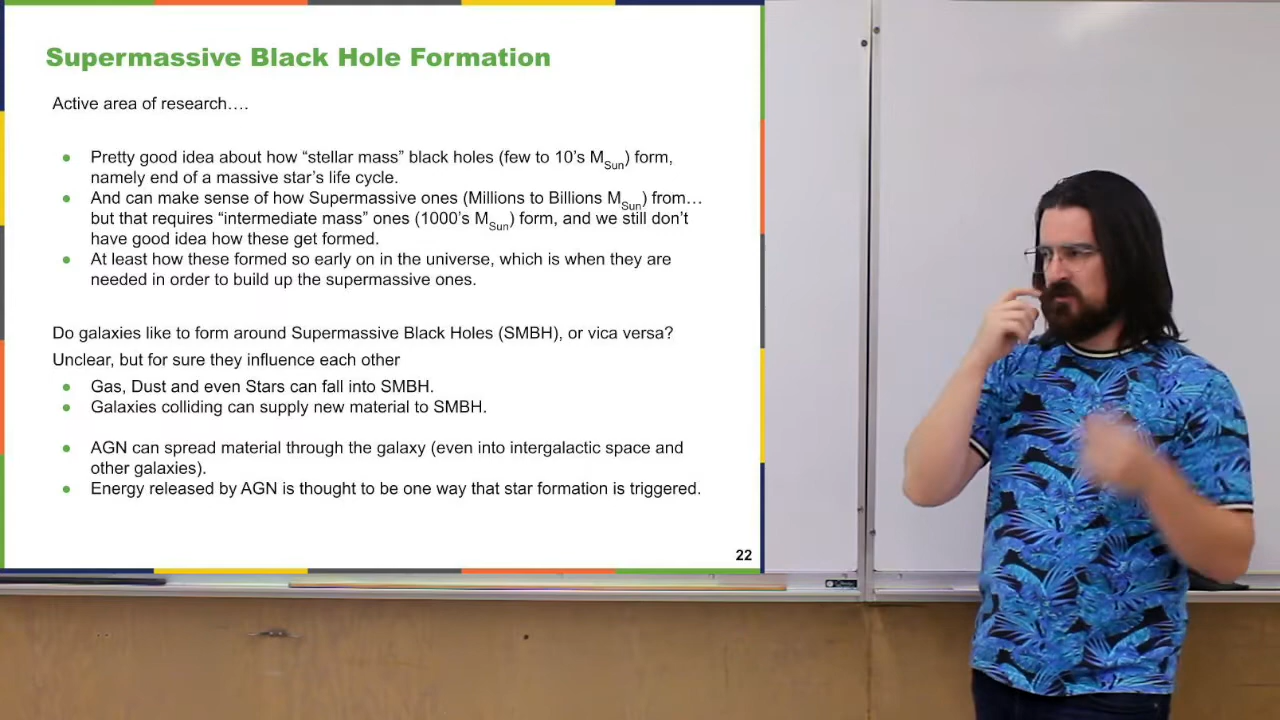 Supermassive Black Hole Formation
Active area of research….
● Pretty good idea about how “stellar mass” black holes (few to 10’s MSun) form,
namely end of a massive star’s life cycle.
● And can make sense of how Supermassive ones (Millions to Billions MSun) from…
but that requires “intermediate mass” ones (1000’s MSun) form, and we still don’t
have good idea how these get formed.
● At least how these formed so early on in the universe, which is when they are
needed in order to build up the supermassive ones.
Do galaxies like to form around Supermassive Black Holes (SMBH), or vica versa?
Unclear, but for sure they influence each other
● Gas, Dust and even Stars can fall into SMBH.
● Galaxies colliding can supply new material to SMBH.
● AGN can spread material through the galaxy (even into intergalactic space and
other galaxies).
● Energy released by AGN is thought to be one way that star formation is triggered.
22